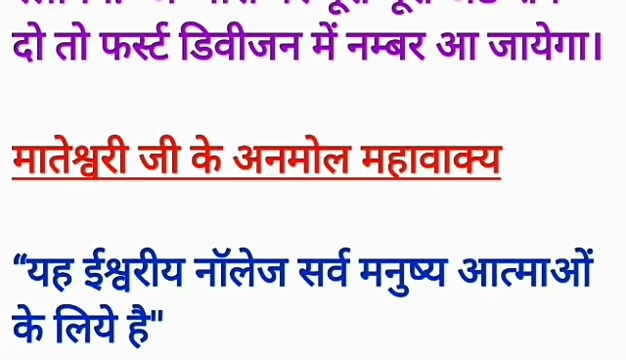 दो तो फर्स्ट डिवीजन में नम्बर आ जायेगा।
मातेश्वरी जी के अनमोल महावाक्य
“यह ईश्वरीय नॉलेज सर्व मनुष्य आत्माओं
के लिये है"